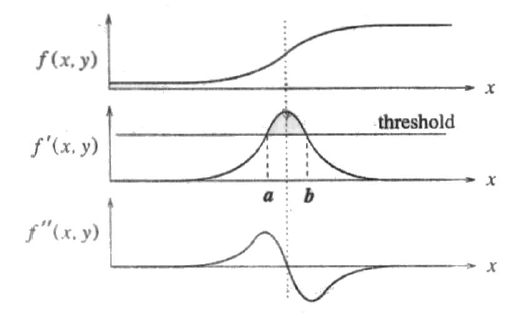 f(x, y)
x
threshold
f'(x, y)
x
a b
f''(x, y)
x